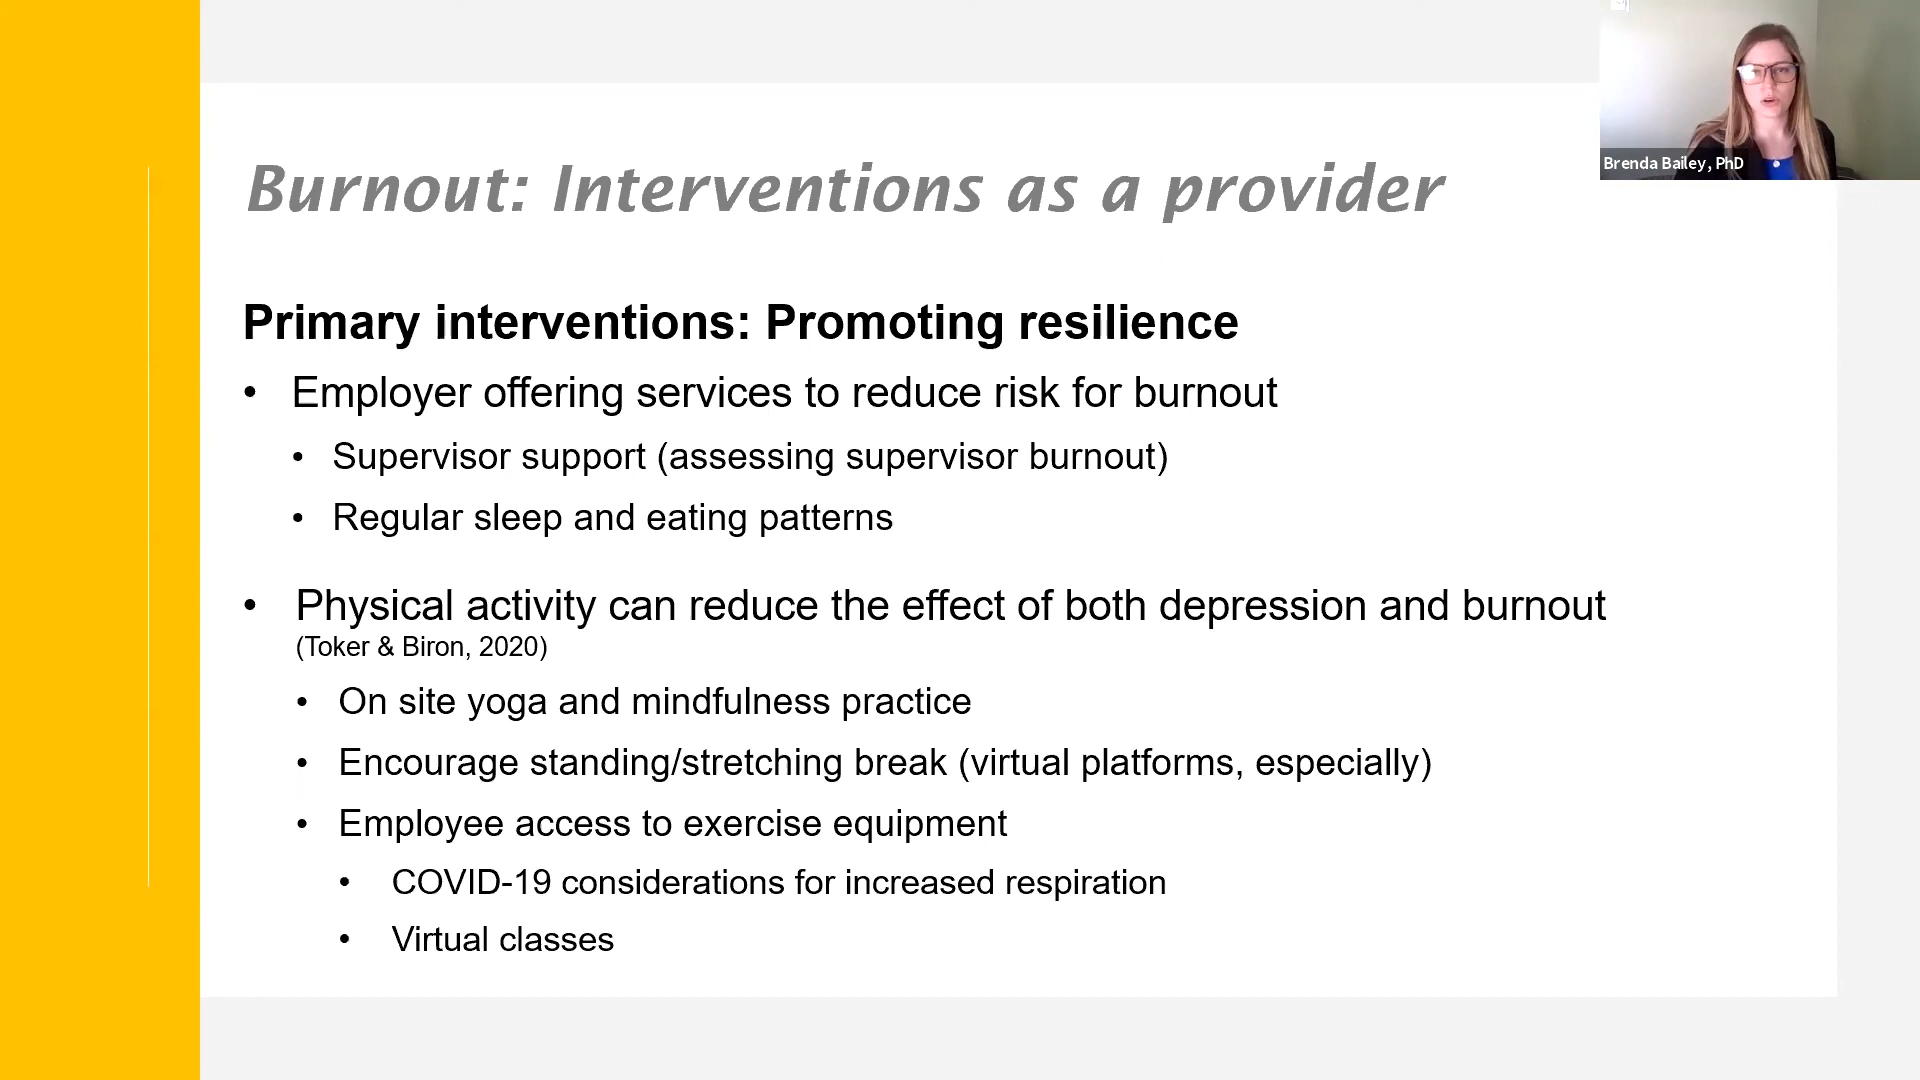 Brenda Bailey, PhD
Burnout: Interventions as a provider
Primary interventions: Promoting resilience
• Employer offering services to reduce risk for burnout
• Supervisor support (assessing supervisor burnout)
• Regular sleep and eating patterns
• Physical activity can reduce the effect of both depression and burnout
(Toker & Biron, 2020)
• On site yoga and mindfulness practice
• Encourage standing/stretching break (virtual platforms, especially)
• Employee access to exercise equipment
• COVID-19 considerations for increased respiration
• Virtual classes